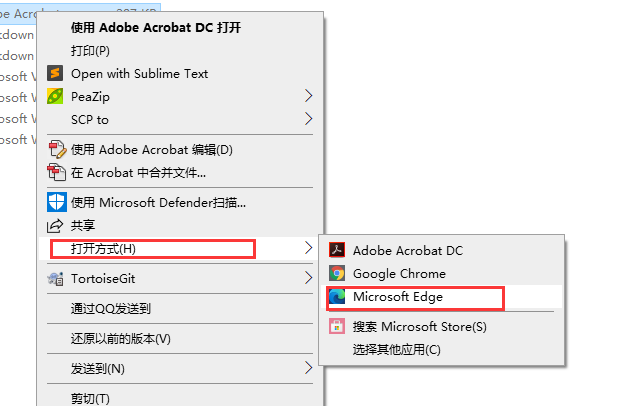 be Acrobat ... 287 KB
使用 Adobe Acrobat DC 打开
tdown
打印(P)
tdown
Open with Sublime Text
osoft V
PeaZip
osoft W
SCP to
osoft W
osoft W
使用 Adobe Acrobat 编辑(D)
在 Acrobat 中合并文件...
使用 Microsoft Defender扫描...
共享
打开方式(H)
Adobe Acrobat DC
TortoiseGit
Google Chrome
Microsoft Edge
通过QQ发送到
搜索 Microsoft Store(S)
还原以前的版本(V)
选择其他应用(C)
发送到(N)
剪切(T)